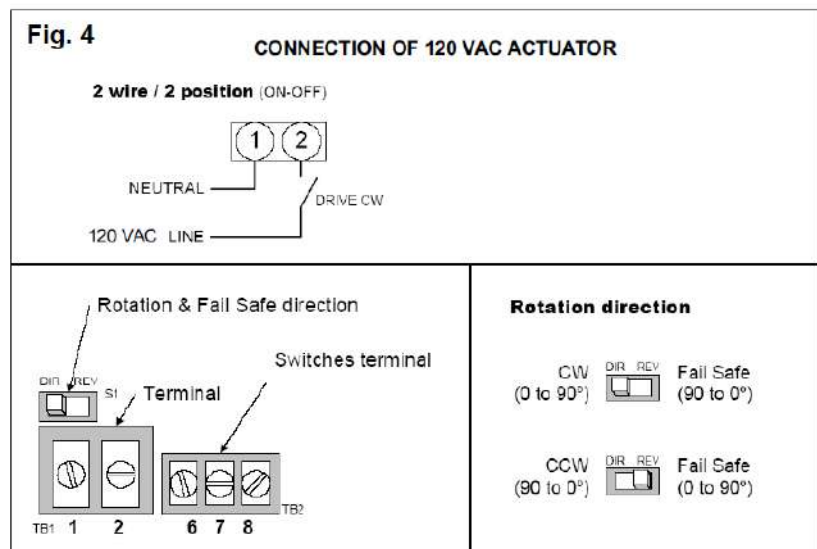 Fig. 4
CONNECTION OF 120 VAC ACTUATOR
2 wire / 2 position (ON-OFF)
1 2
NEUTRAL
DRIVE CW
120 VAC LINE
Rotation & Fail Safe direction
Switches terminal
DIR REV
S1
Terminal
TB2
TB1 1 2 6 7 8
Rotation direction
CW DIR REV Fail Safe
(0 to 90°) (90 to 0°)
CCW DIR REV Fail Safe
(90 to 0°) (0 to 90°)